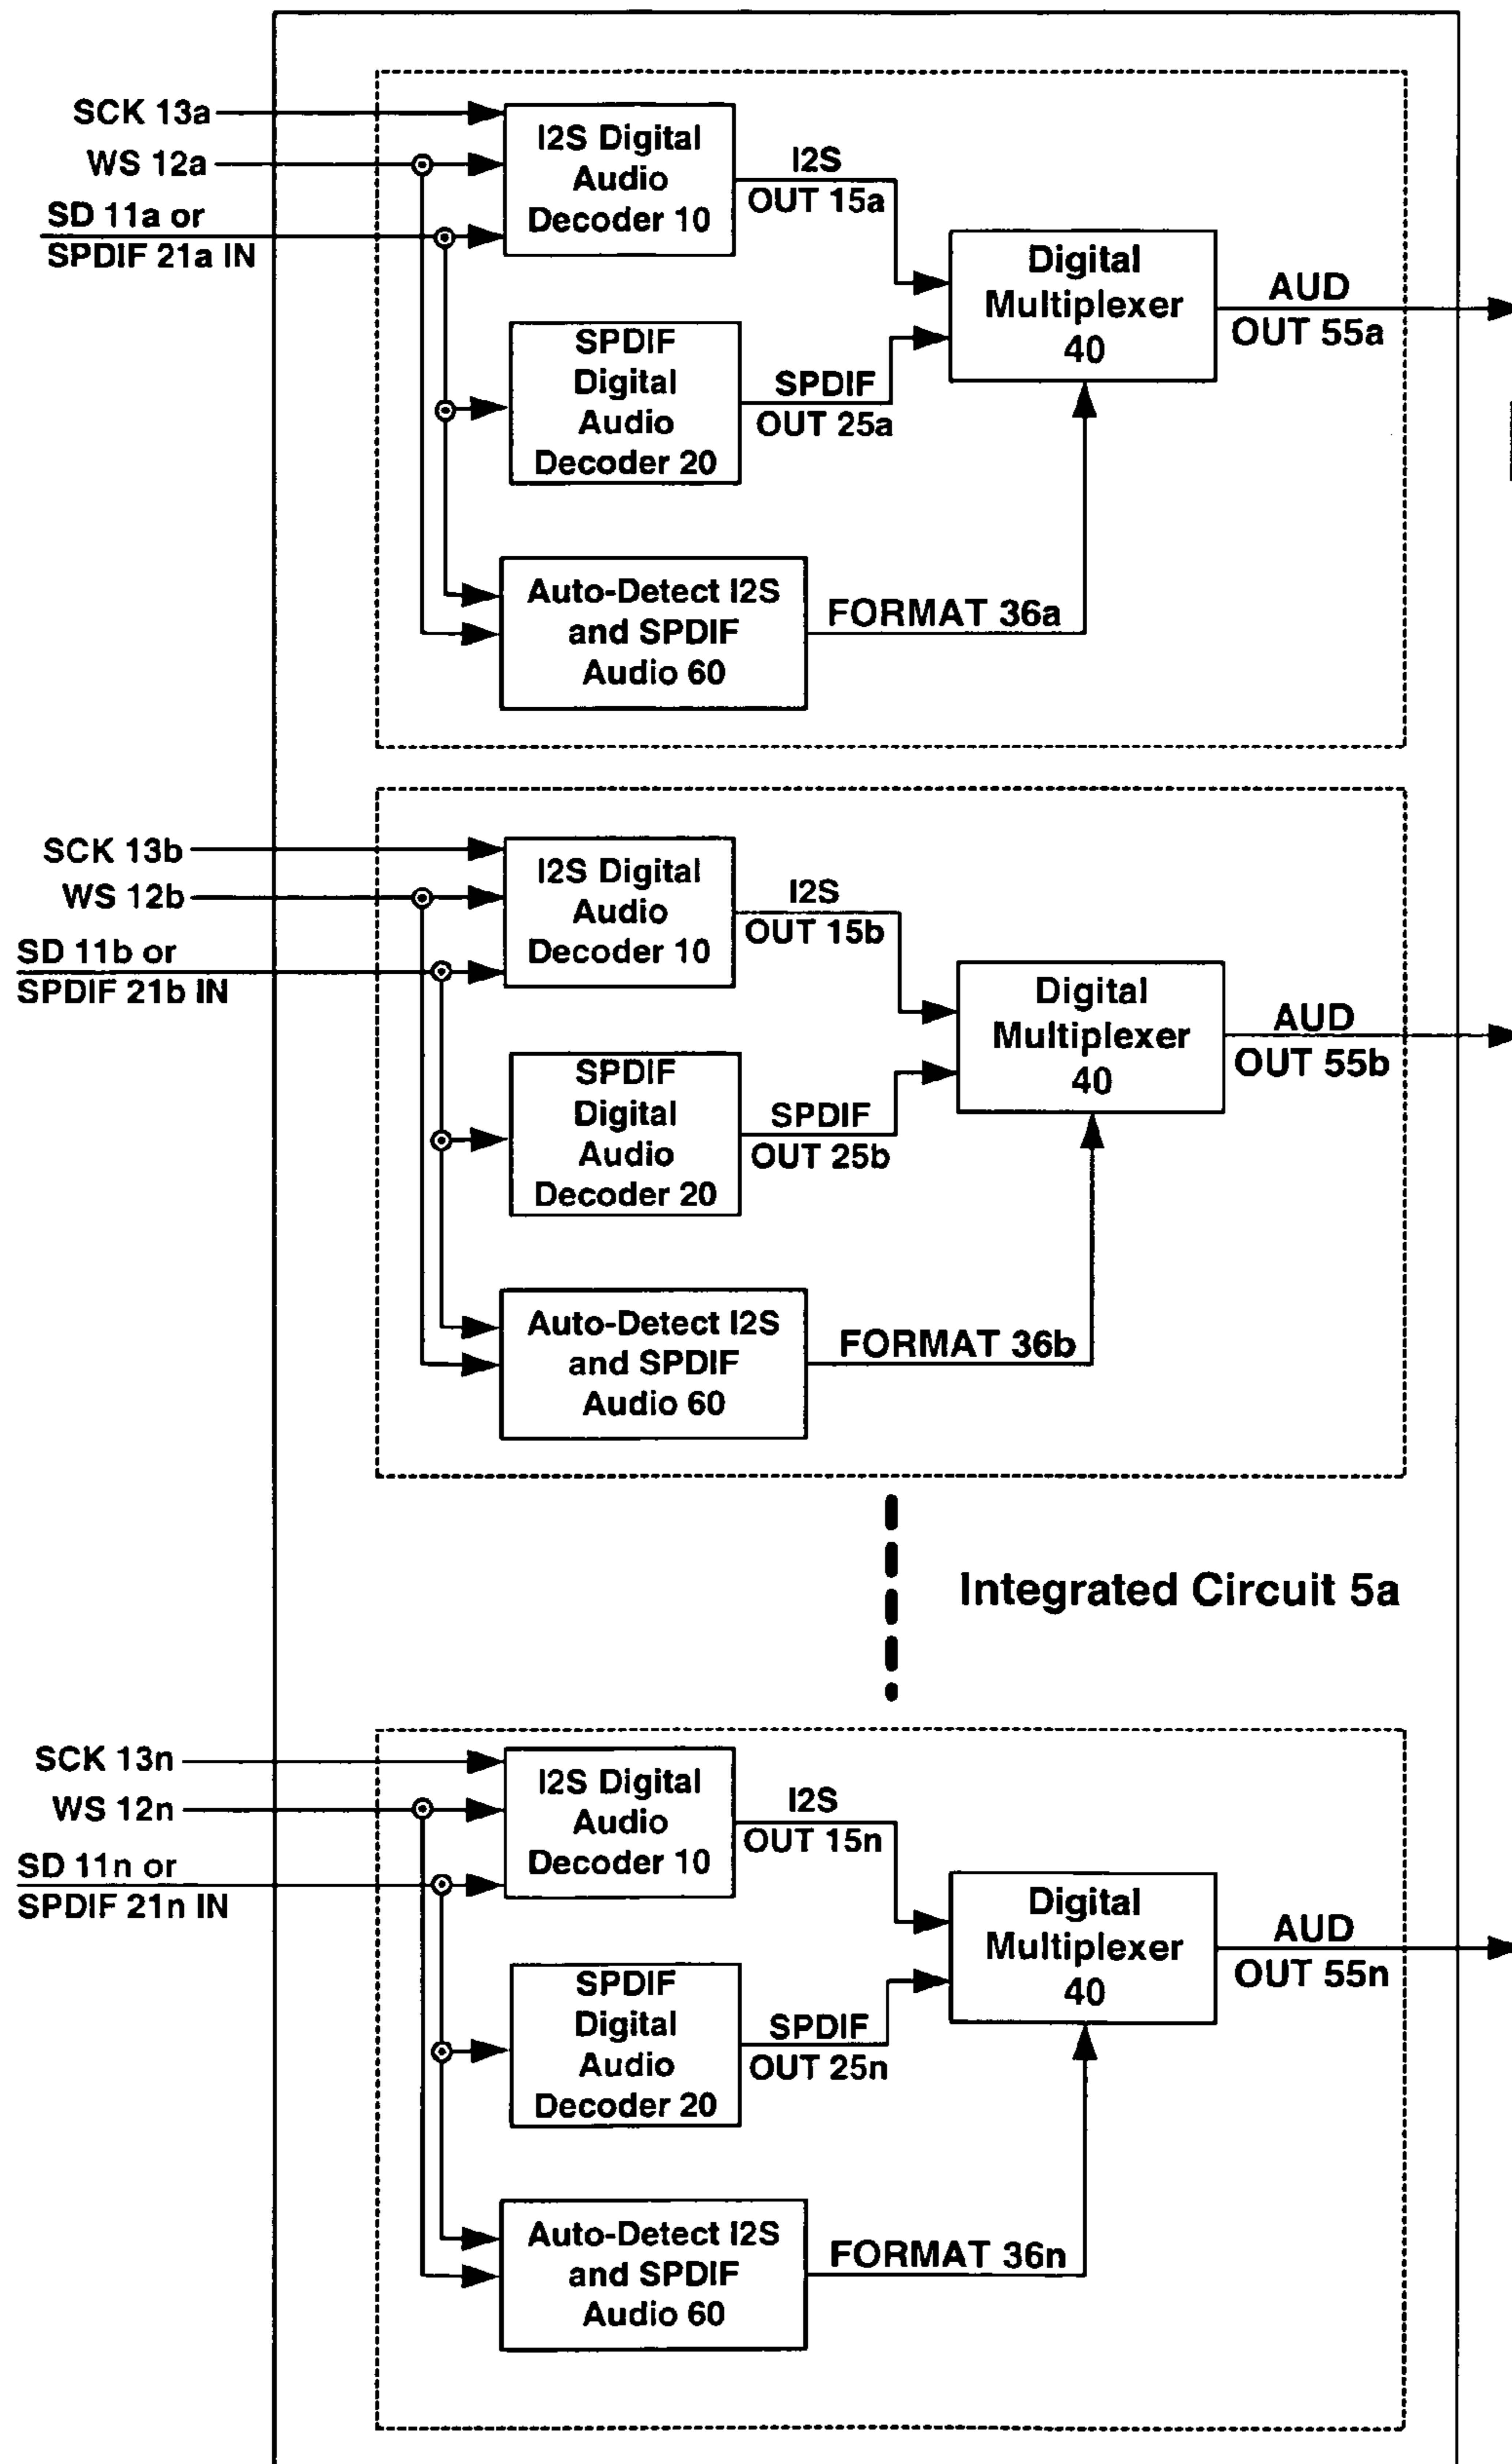 SCK 13a
WS 12a
SD 11a or
SPDIF 21a IN
I2S Digital
Audio
Decoder 10
I2S
OUT 15a
SPDIF
Digital
Audio
Decoder 20
SPDIF
OUT 25a
Digital
Multiplexer
40
AUD
OUT 55a
Auto-Detect I2S
and SPDIF
Audio 60
FORMAT 36a
SCK 13b
WS 12b
SD 11b or
SPDIF 21b IN
I2S Digital
Audio
Decoder 10
I2S
OUT 15b
SPDIF
Digital
Audio
Decoder 20
SPDIF
OUT 25b
Digital
Multiplexer
40
AUD
OUT 55b
Auto-Detect I2S
and SPDIF
Audio 60
FORMAT 36b
Integrated Circuit 5a
SCK 13n
WS 12n
SD 11n or
SPDIF 21n IN
I2S Digital
Audio
Decoder 10
I2S
OUT 15n
SPDIF
Digital
Audio
Decoder 20
SPDIF
OUT 25n
Digital
Multiplexer
40
AUD
OUT 55n
Auto-Detect I2S
and SPDIF
Audio 60
FORMAT 36n